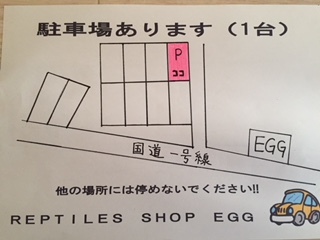 駐車場あります（1台）
P
ココ
国道一号線
EGG
他の場所には停めないでください!!
REPTILES SHOP EGG